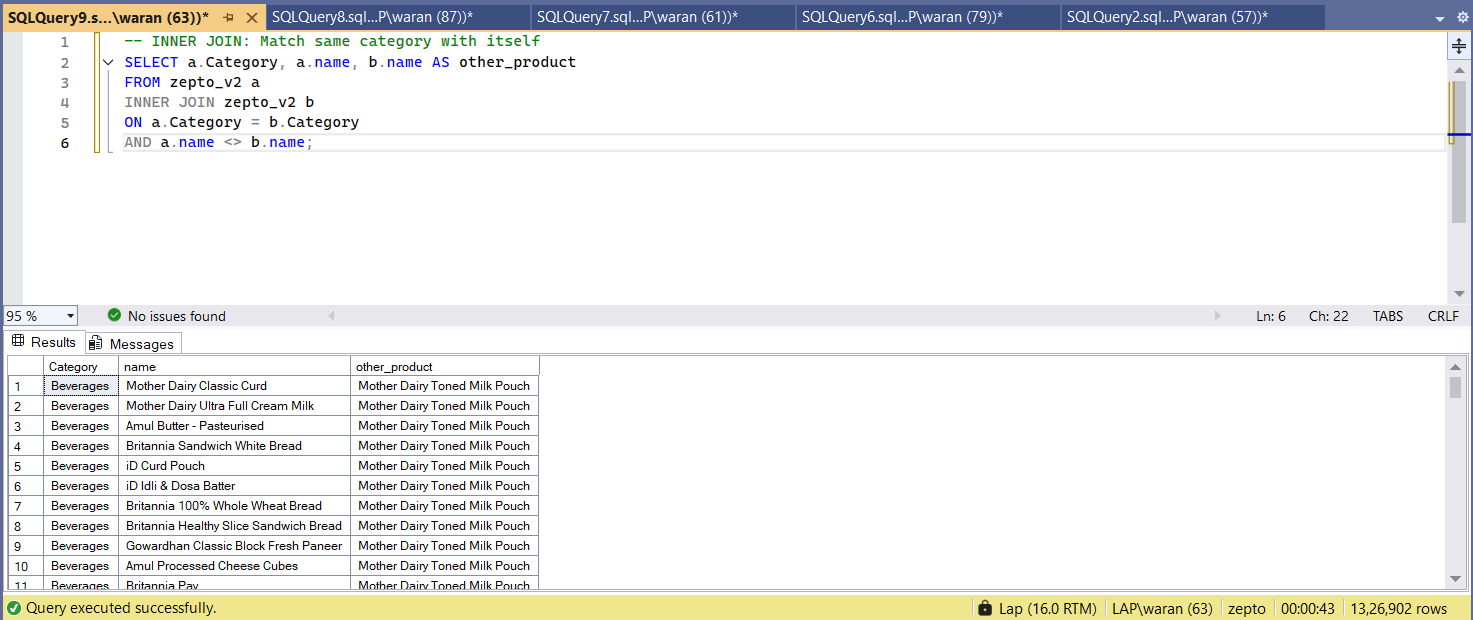 SQLQuery9.s...\waran (63))* SQLQuery8.sql...P\waran (87))* SQLQuery7.sql...P\waran (61))* SQLQuery6.sql...P\waran (79))* SQLQuery2.sql...P\waran (57))*
1 -- INNER JOIN: Match same category with itself
2 SELECT a.Category, a.name, b.name AS other_product
3 FROM zepto_v2 a
4 INNER JOIN zepto_v2 b
5 ON a.Category = b.Category
6 AND a.name <> b.name;
95 % No issues found Ln: 6 Ch: 22 TABS CRLF
Results Messages
Category name other_product
1 Beverages Mother Dairy Classic Curd Mother Dairy Toned Milk Pouch
2 Beverages Mother Dairy Ultra Full Cream Milk Mother Dairy Toned Milk Pouch
3 Beverages Amul Butter - Pasteurised Mother Dairy Toned Milk Pouch
4 Beverages Britannia Sandwich White Bread Mother Dairy Toned Milk Pouch
5 Beverages iD Curd Pouch Mother Dairy Toned Milk Pouch
6 Beverages iD Idli & Dosa Batter Mother Dairy Toned Milk Pouch
7 Beverages Britannia 100% Whole Wheat Bread Mother Dairy Toned Milk Pouch
8 Beverages Britannia Healthy Slice Sandwich Bread Mother Dairy Toned Milk Pouch
9 Beverages Gowardhan Classic Block Fresh Paneer Mother Dairy Toned Milk Pouch
10 Beverages Amul Processed Cheese Cubes Mother Dairy Toned Milk Pouch
11 Beverages Britannia Pav Mother Dairy Toned Milk Pouch
Query executed successfully. Lap (16.0 RTM) LAP\waran (63) zepto 00:00:43 13,26,902 rows